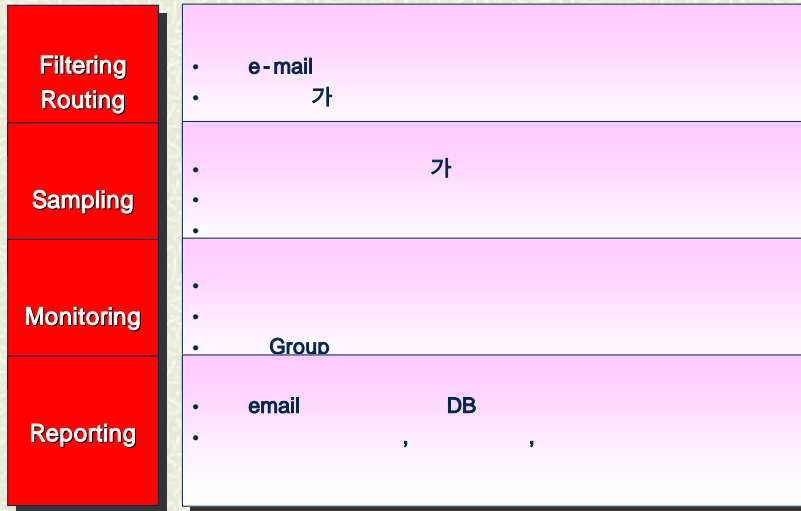 Filtering
Routing
• e-mail
• 가
Sampling
• 가
•
•
Monitoring
•
•
• Group
Reporting
• email DB
• , ,